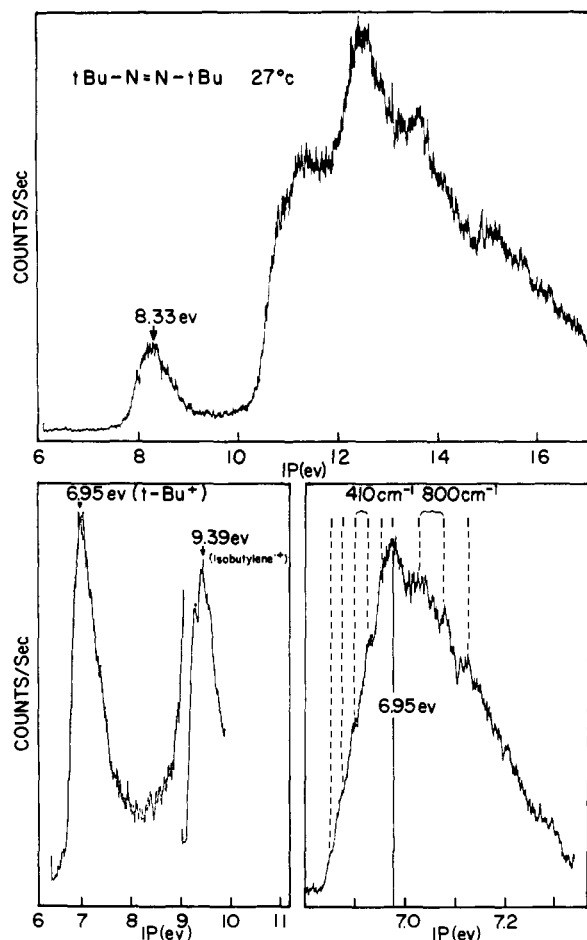 tBu-N=N-tBu 27°c
COUNTS/Sec
8.33 ev
6 8 10 12 14 16
IP(ev)
6.95 ev (t-Bu+)
9.39 ev
(isobutylene·+)
COUNTS/Sec
6 7 8 9 10 11
IP(ev)
410cm-1 800cm-1
6.95 ev
7.0 7.2
IP(ev)